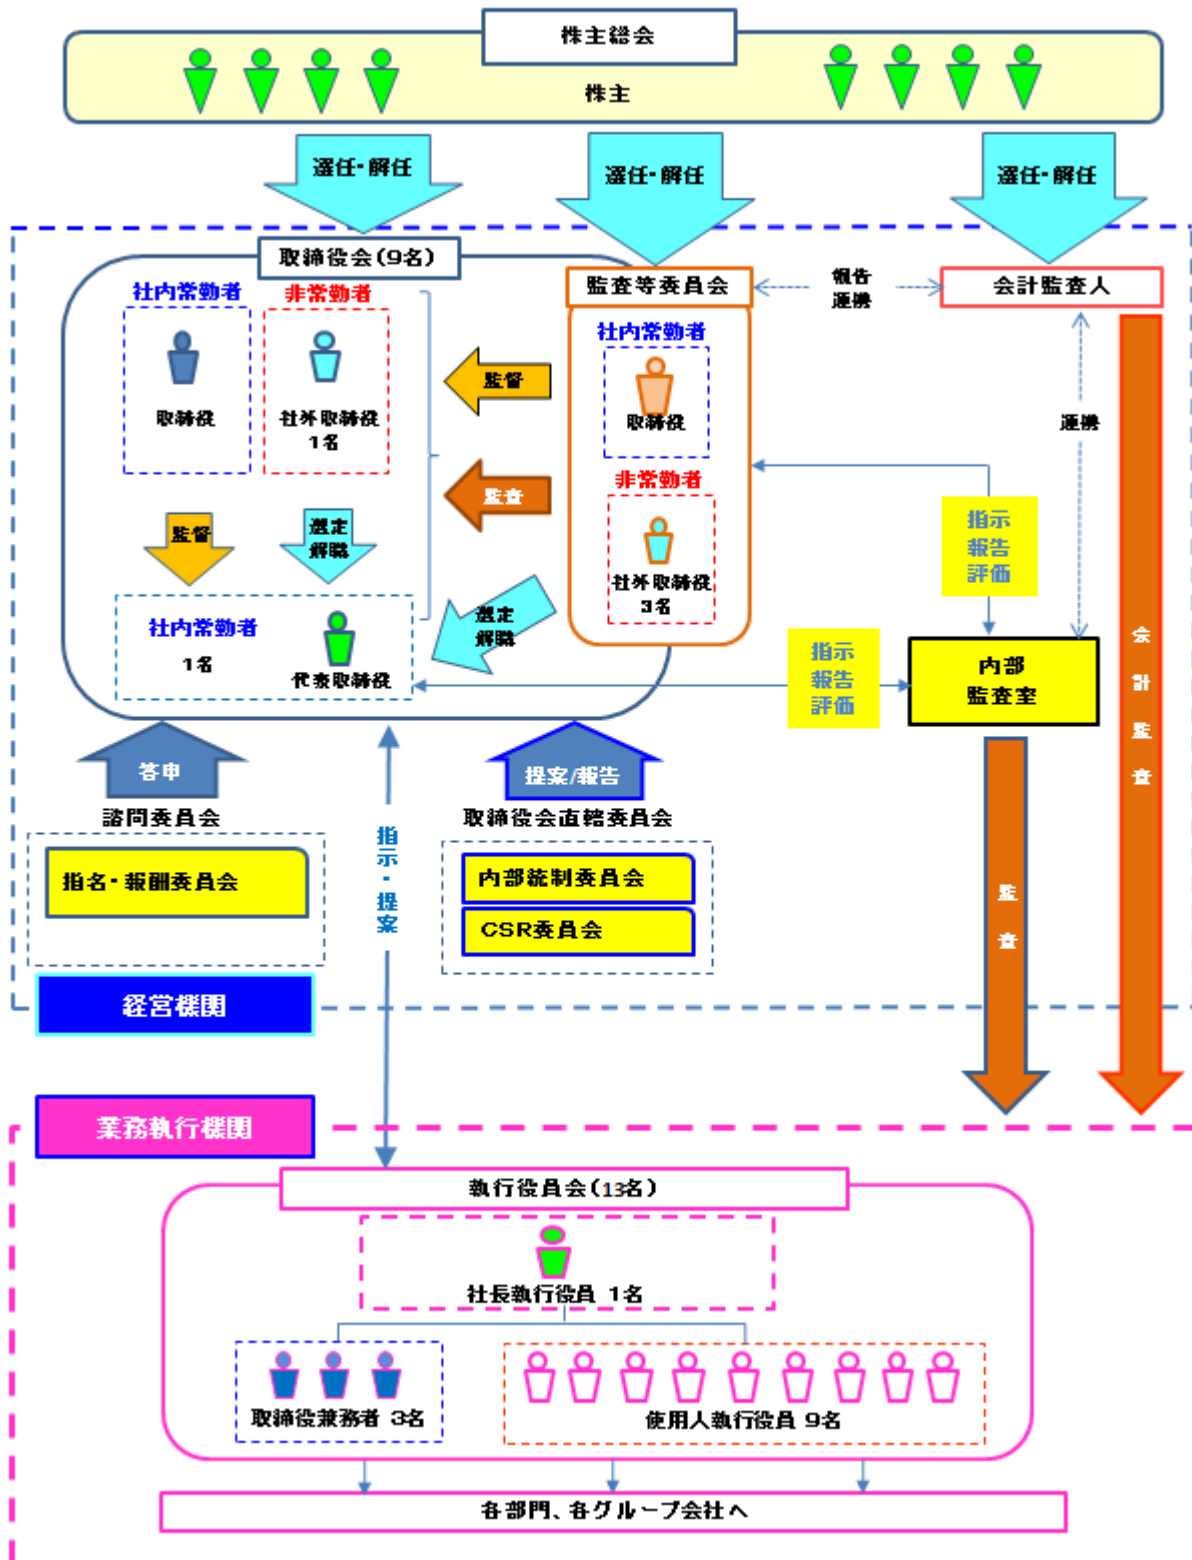 株主総会
株主
選任・解任
選任・解任
選任・解任
取締役会(9名)
監査等委員会
報告
連携
会計監査人
社内常勤者
非常勤者
取締役
社外取締役
1名
社内常勤者
取締役
非常勤者
社外取締役
3名
監督
監査
連携
監督
選定
解職
選定
解職
指示
報告
評価
社内常勤者
1名
代表取締役
指示
報告
評価
内部
監査室
会計監査
答申
提案/報告
諮問委員会
取締役会直轄委員会
指名・報酬委員会
内部統制委員会
CSR委員会
指示・提案
監査
経営機関
業務執行機関
執行役員会(13名)
社長執行役員 1名
取締役兼務者 3名
使用人執行役員 9名
各部門、各グループ会社へ